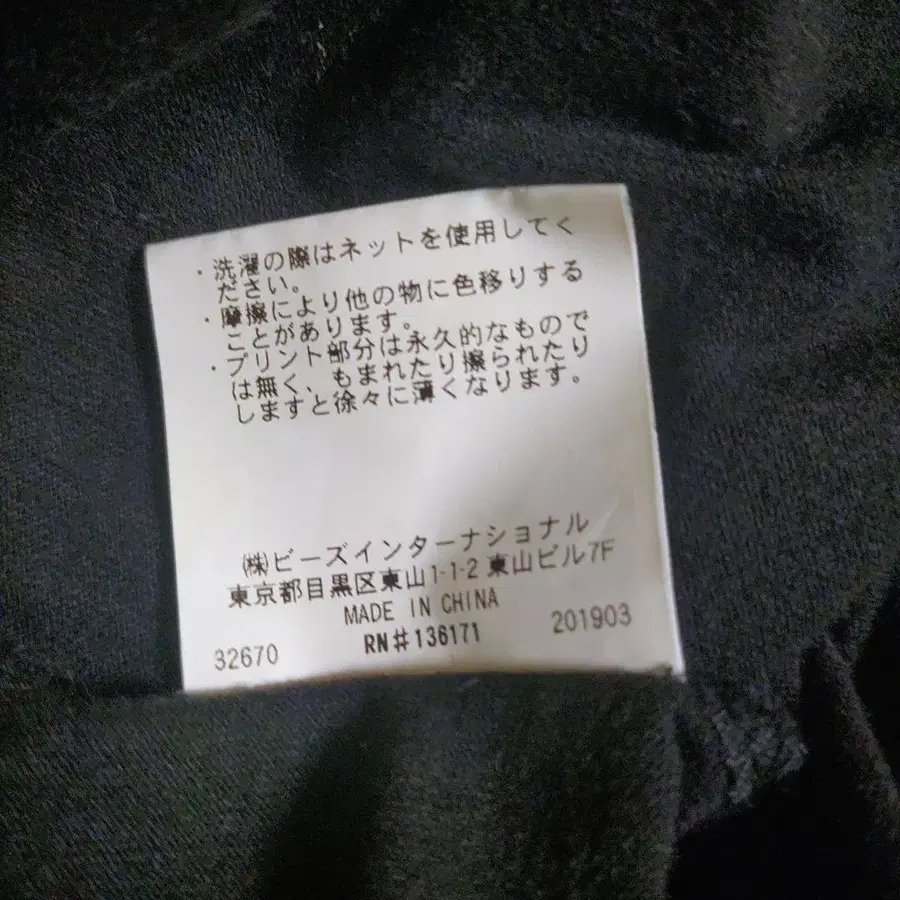 ・洗濯の際はネットを使用してく
ださい。
・摩擦により他の物に色移りする
ことがあります。
・プリント部分は永久的なもので
は無く、もまれたり擦られたり
しますと徐々に薄くなります。
㈱ビーズインターナショナル
東京都目黒区東山1-1-2 東山ビル7F
MADE IN CHINA
32670 RN#136171 201903